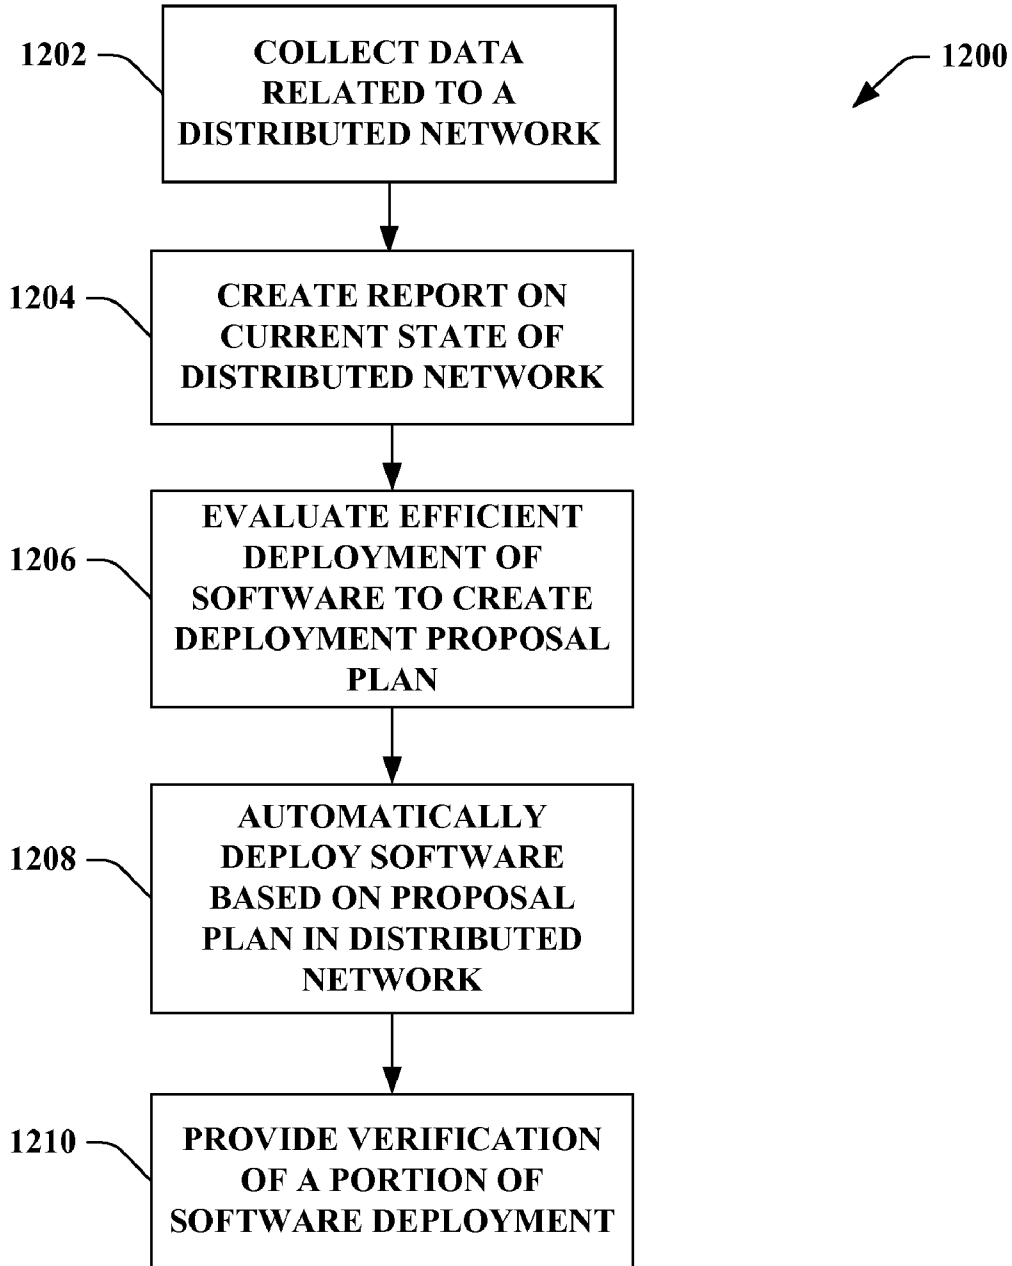 1202
COLLECT DATA
RELATED TO A
DISTRIBUTED NETWORK
1200
1204
CREATE REPORT ON
CURRENT STATE OF
DISTRIBUTED NETWORK
1206
EVALUATE EFFICIENT
DEPLOYMENT OF
SOFTWARE TO CREATE
DEPLOYMENT PROPOSAL
PLAN
1208
AUTOMATICALLY
DEPLOY SOFTWARE
BASED ON PROPOSAL
PLAN IN DISTRIBUTED
NETWORK
1210
PROVIDE VERIFICATION
OF A PORTION OF
SOFTWARE DEPLOYMENT